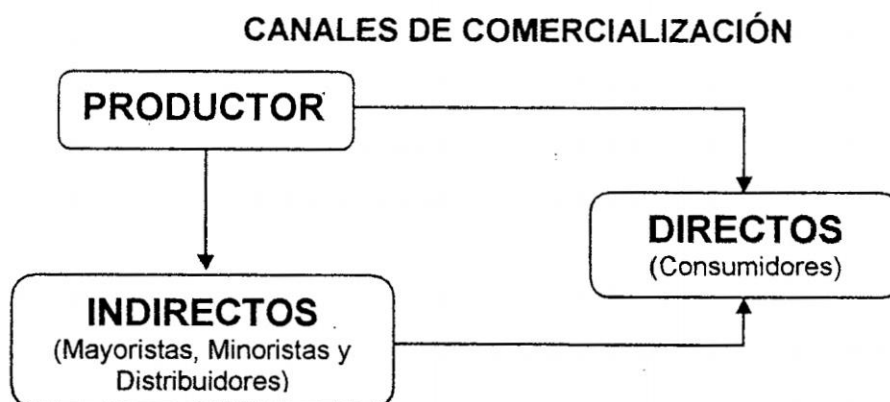 CANALES DE COMERCIALIZACIÓN
PRODUCTOR
DIRECTOS
(Consumidores)
INDIRECTOS
(Mayoristas, Minoristas y
Distribuidores)